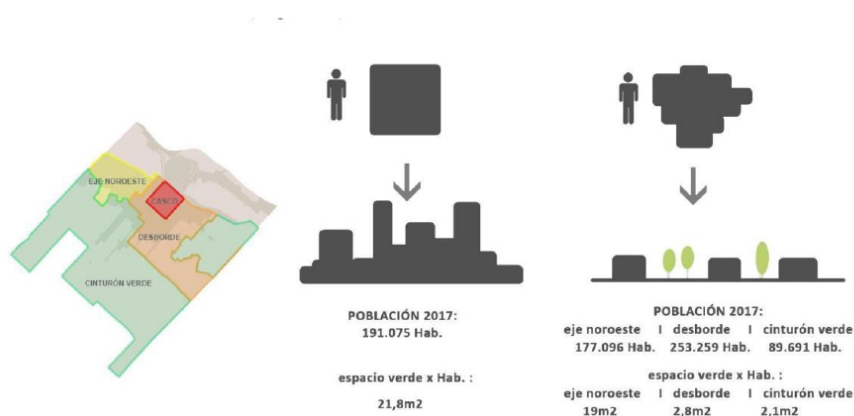 EJE NOROESTE
CASCO
DESBORDE
CINTURÓN VERDE
POBLACIÓN 2017:
191.075 Hab.
espacio verde x Hab. :
21,8m2
POBLACIÓN 2017:
eje noroeste I desborde I cinturón verde
177.096 Hab. 253.259 Hab. 89.691 Hab.
espacio verde x Hab. :
eje noroeste I desborde I cinturón verde
19m2 2,8m2 2,1m2